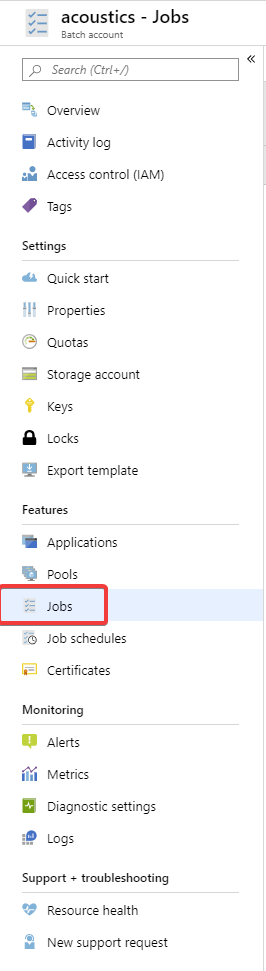 acoustics - Jobs
Batch account
Search (Ctrl+/)
«
Overview
Activity log
Access control (IAM)
Tags
Settings
Quick start
Properties
Quotas
Storage account
Keys
Locks
Export template
Features
Applications
Pools
Jobs
Job schedules
Certificates
Monitoring
Alerts
Metrics
Diagnostic settings
Logs
Support + troubleshooting
Resource health
New support request